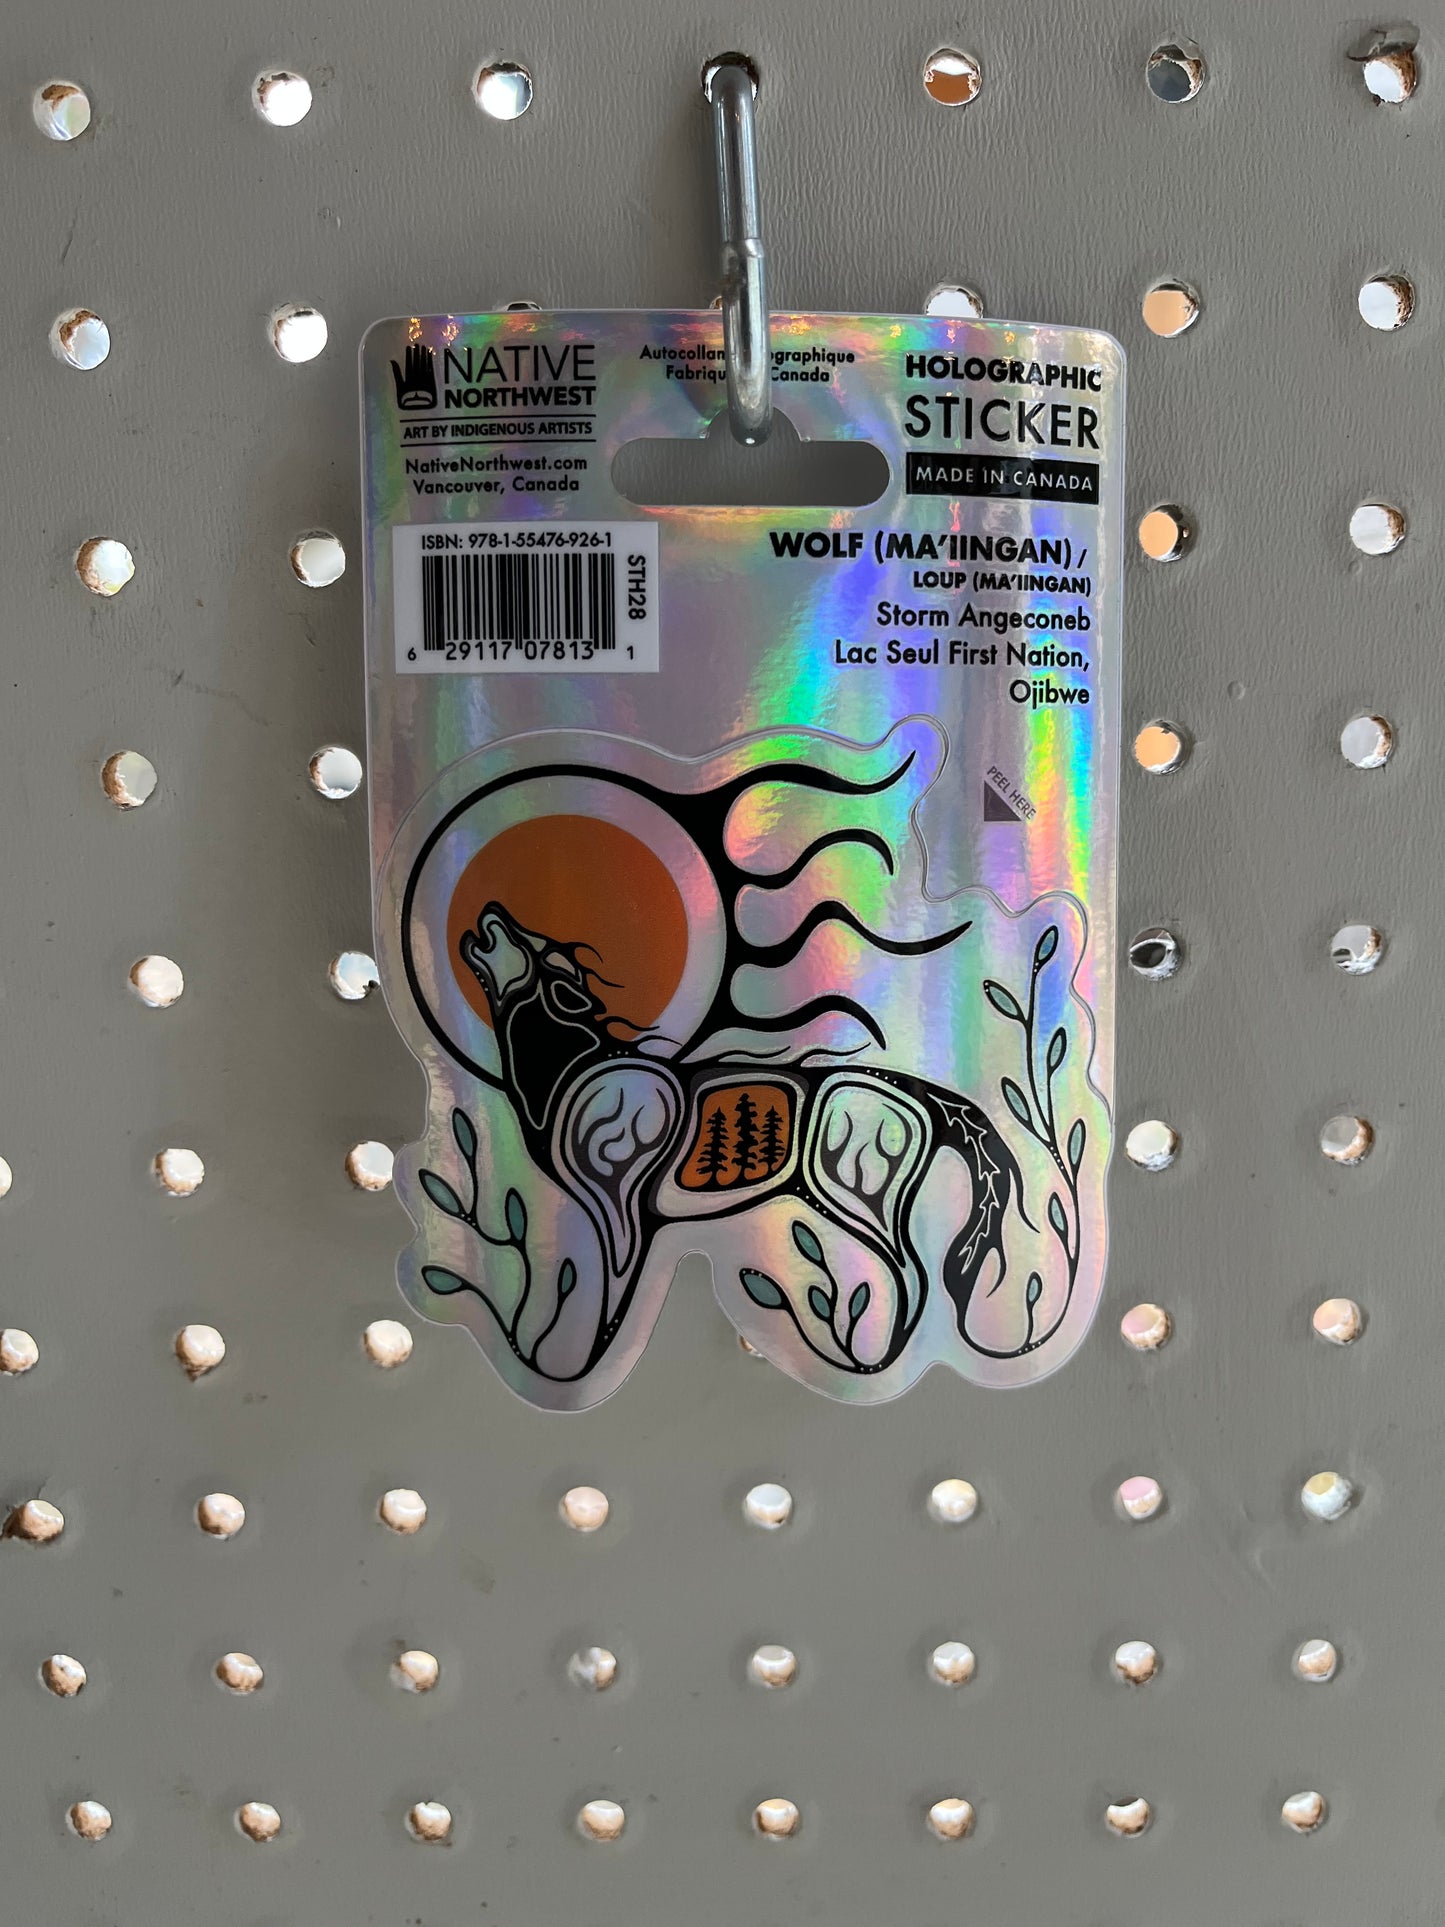 NATIVE
NORTHWEST
ART BY INDIGENOUS ARTISTS
NativeNorthwest.com
Vancouver, Canada
Canada
HOLOGRAPHIC
STICKER
MADE IN CANADA
ISBN: 978-1-55476-926-1
STH28
6 29117 07813 1
WOLF (MA'IINGAN) /
LOUP (MA'IINGAN)
Storm Angeconeb
Lac Seul First Nation,
Ojibwe
PEEL HERE